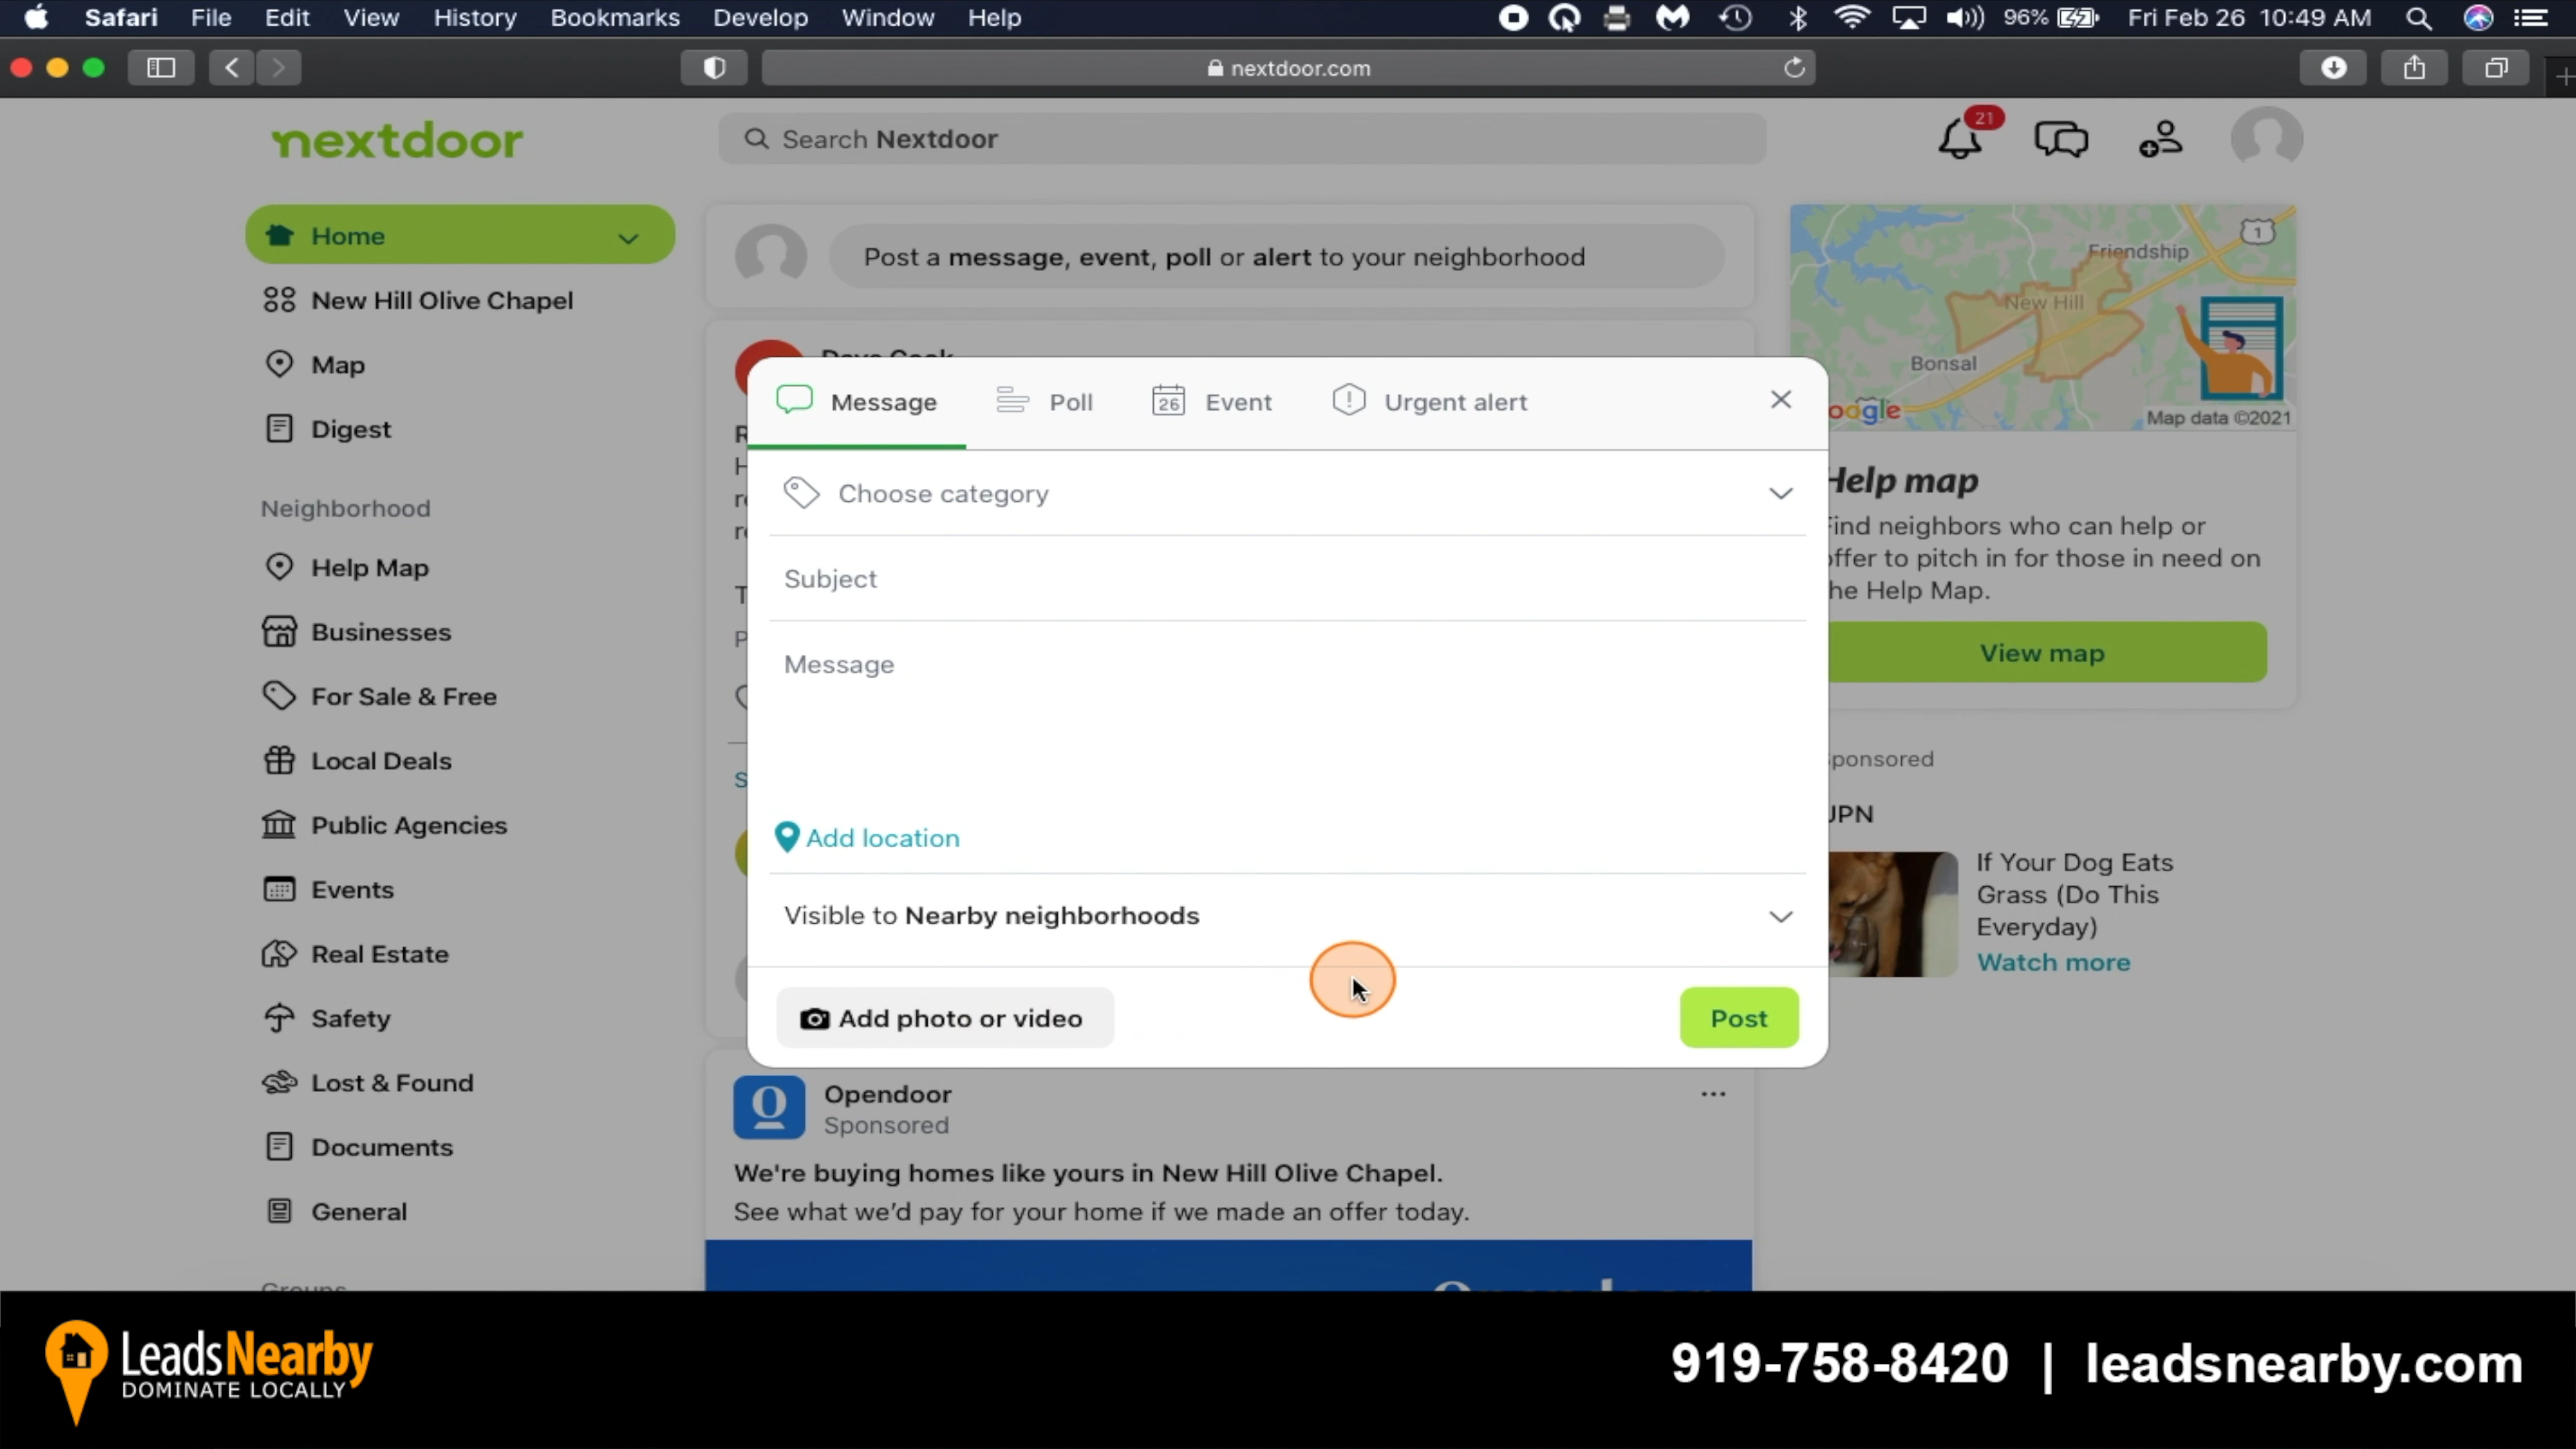 Safari File Edit View History Bookmarks Develop Window Help 96% Fri Feb 26 10:49 AM
nextdoor.com
nextdoor
Search Nextdoor
21
Home
New Hill Olive Chapel
Map
Digest
Neighborhood
Help Map
Businesses
For Sale & Free
Local Deals
Public Agencies
Events
Real Estate
Safety
Lost & Found
Documents
General
Groups
Post a message, event, poll or alert to your neighborhood
Dave Cook
Message Poll 26 Event Urgent alert
Choose category
Subject
Message
Add location
Visible to Nearby neighborhoods
Add photo or video Post
Opendoor
Sponsored
We're buying homes like yours in New Hill Olive Chapel.
See what we'd pay for your home if we made an offer today.
1
Friendship
New Hill
Bonsal
oogle
Map data ©2021
Help map
Find neighbors who can help or
offer to pitch in for those in need on
the Help Map.
View map
Sponsored
If Your Dog Eats
Grass (Do This
Everyday)
Watch more
LeadsNearby
DOMINATE LOCALLY
919-758-8420 | leadsnearby.com